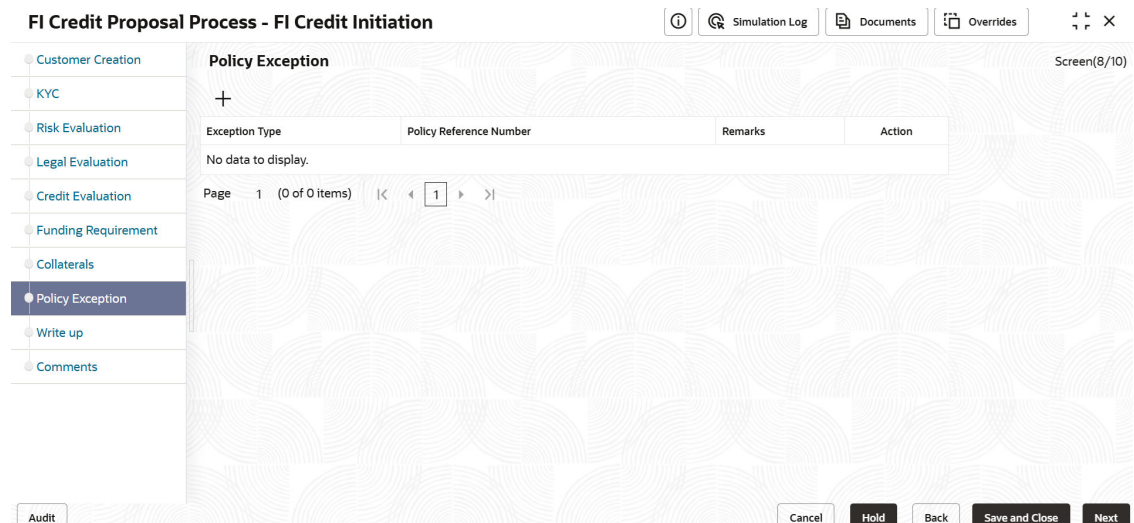 FI Credit Proposal Process - FI Credit Initiation
Simulation Log
Documents
Overrides
Customer Creation
KYC
Risk Evaluation
Legal Evaluation
Credit Evaluation
Funding Requirement
Collaterals
Policy Exception
Write up
Comments
Policy Exception
Screen(8/10)
Exception Type Policy Reference Number Remarks Action
No data to display.
Page 1 (0 of 0 items) 1
Audit
Cancel
Hold
Back
Save and Close
Next